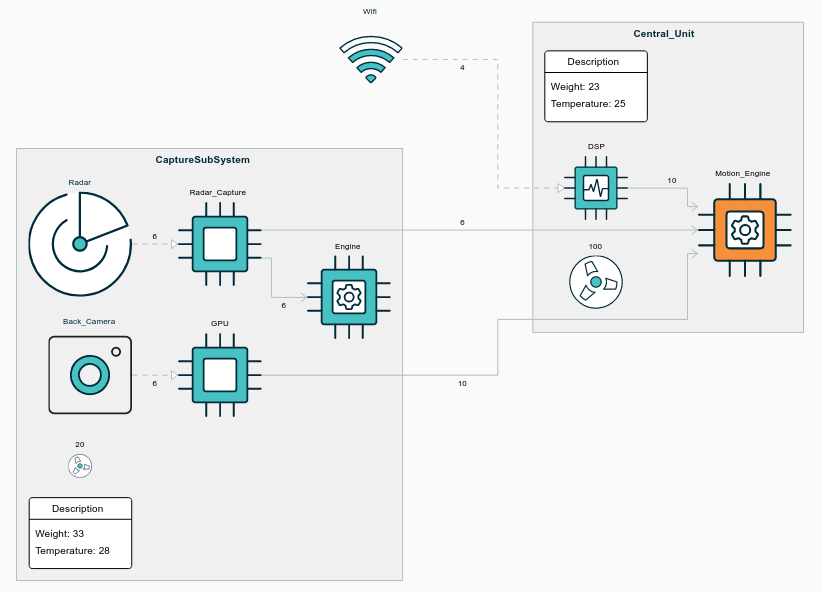 Wifi
4
Central_Unit
Description
Weight: 23
Temperature: 25
DSP
10
Motion_Engine
100
CaptureSubSystem
Radar
6
Radar_Capture
6
Engine
6
Back_Camera
6
GPU
10
20
Description
Weight: 33
Temperature: 28